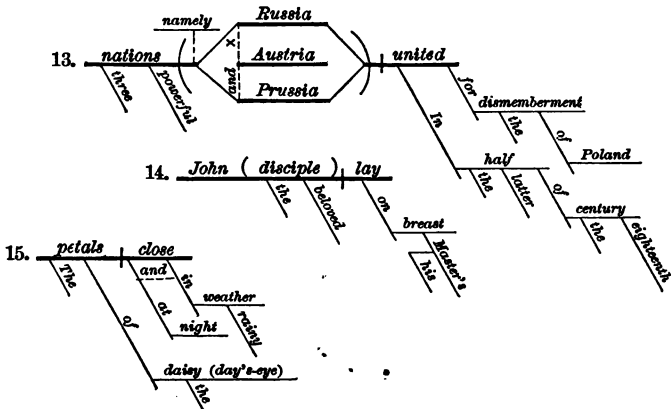 namely
Russia
13. nations ( x Austria ) united
and
Prussia
three powerful
for
dismemberment
the of
Poland
In
half
the latter of
century
the eighteenth
14. John ( disciple ) lay
the beloved
on
breast
his Master's
15. petals close
The and in
weather
rainy
of at
night
daisy (day's-eye)
the